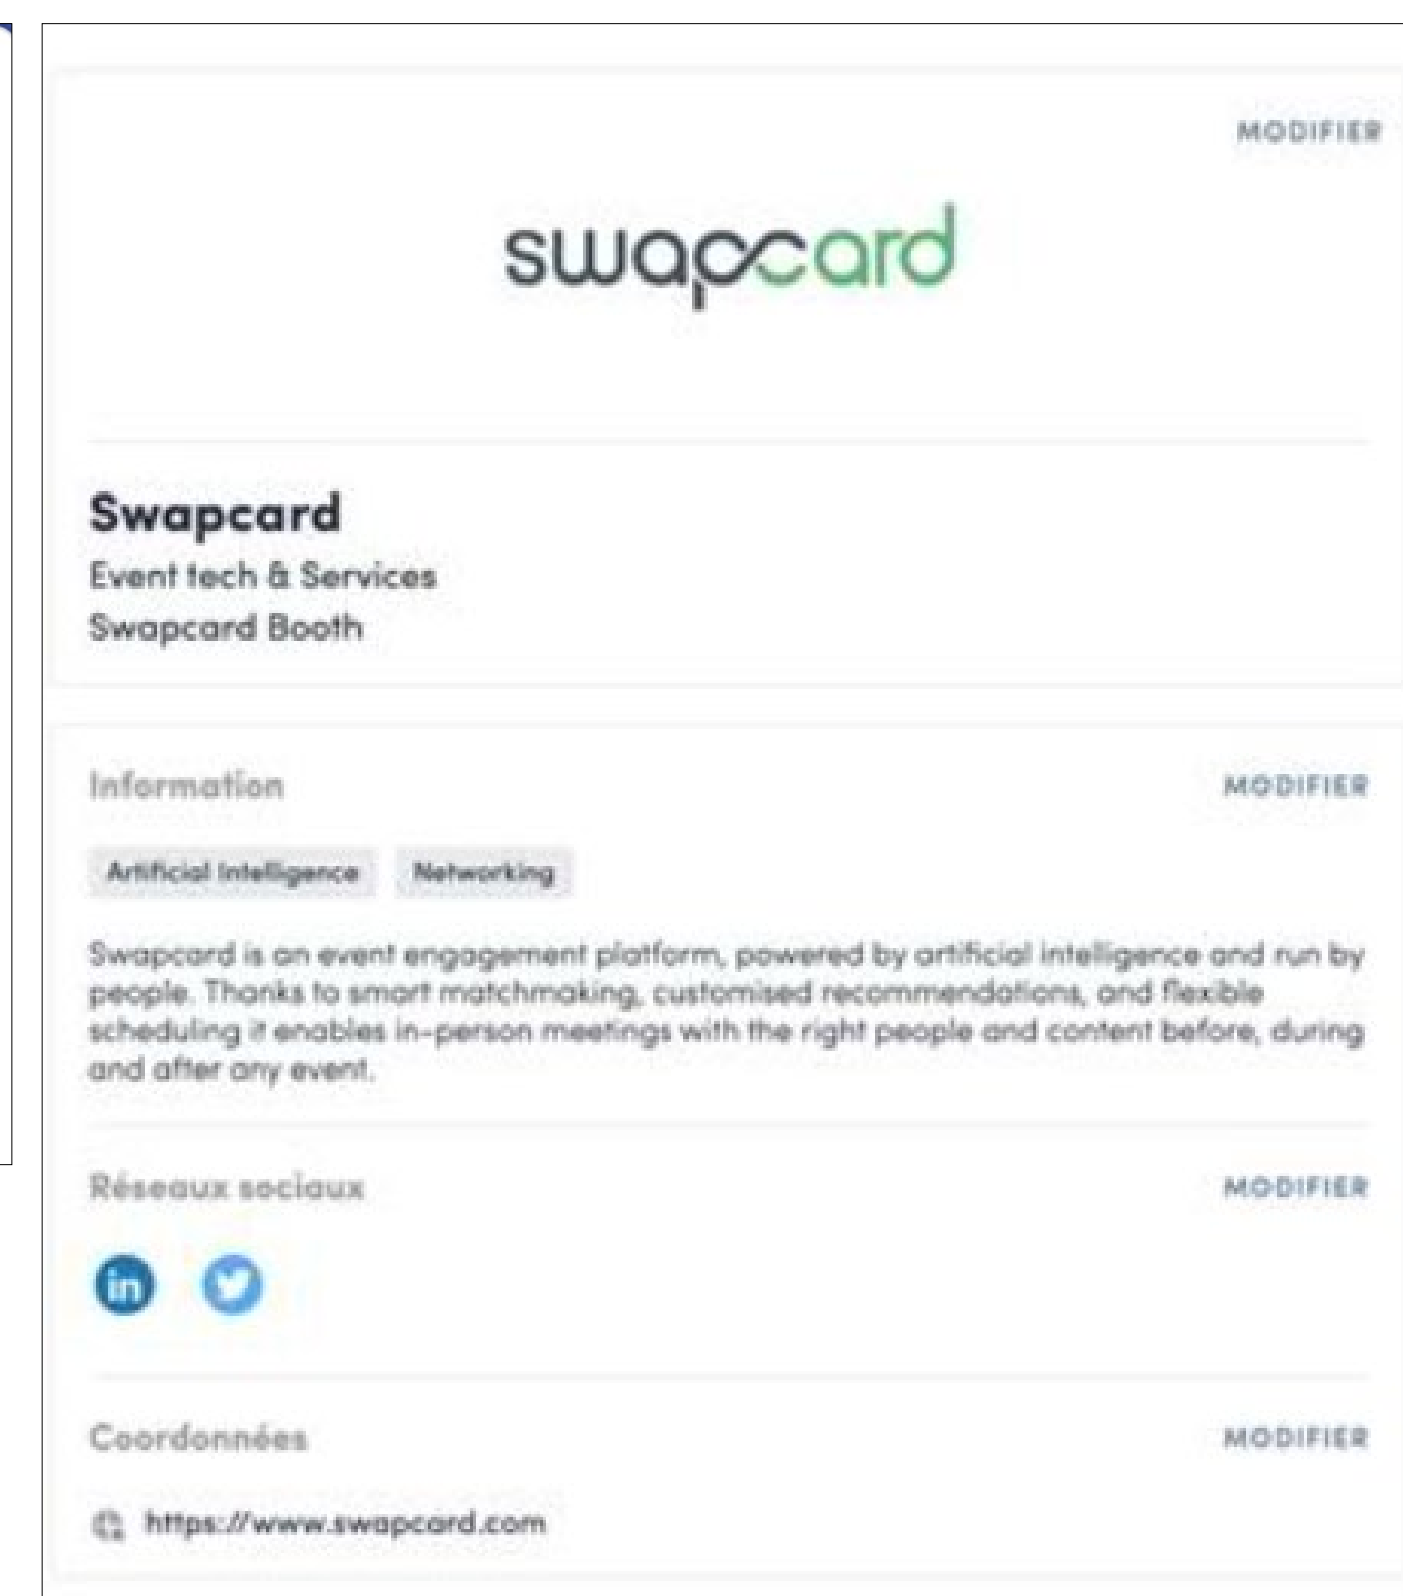 MODIFIER
swapcard
Swapcard
Event tech & Services
Swapcard Booth
Information
MODIFIER
Artificial Intelligence
Networking
Swapcard is an event engagement platform, powered by artificial intelligence and run by
people. Thanks to smart matchmaking, customised recommendations, and flexible
scheduling it enables in-person meetings with the right people and content before, during
and after any event.
Réseaux sociaux
MODIFIER
in
Coordonnées
MODIFIER
https://www.swapcard.com